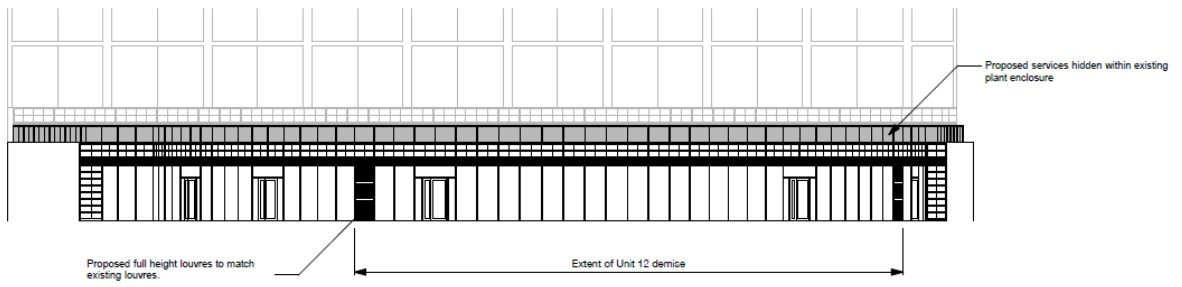 Proposed services hidden within existing
plant enclosure
Proposed full height louvres to match
existing louvres.
Extent of Unit 12 demise